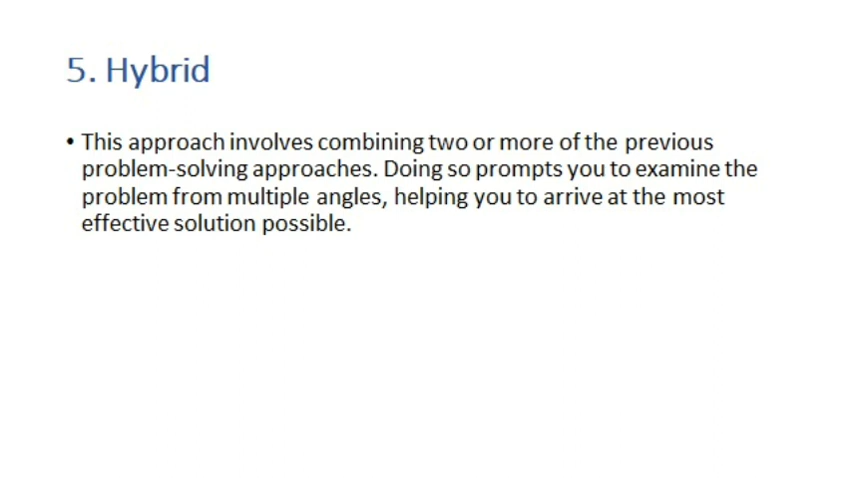 5. Hybrid
• This approach involves combining two or more of the previous
problem-solving approaches. Doing so prompts you to examine the
problem from multiple angles, helping you to arrive at the most
effective solution possible.